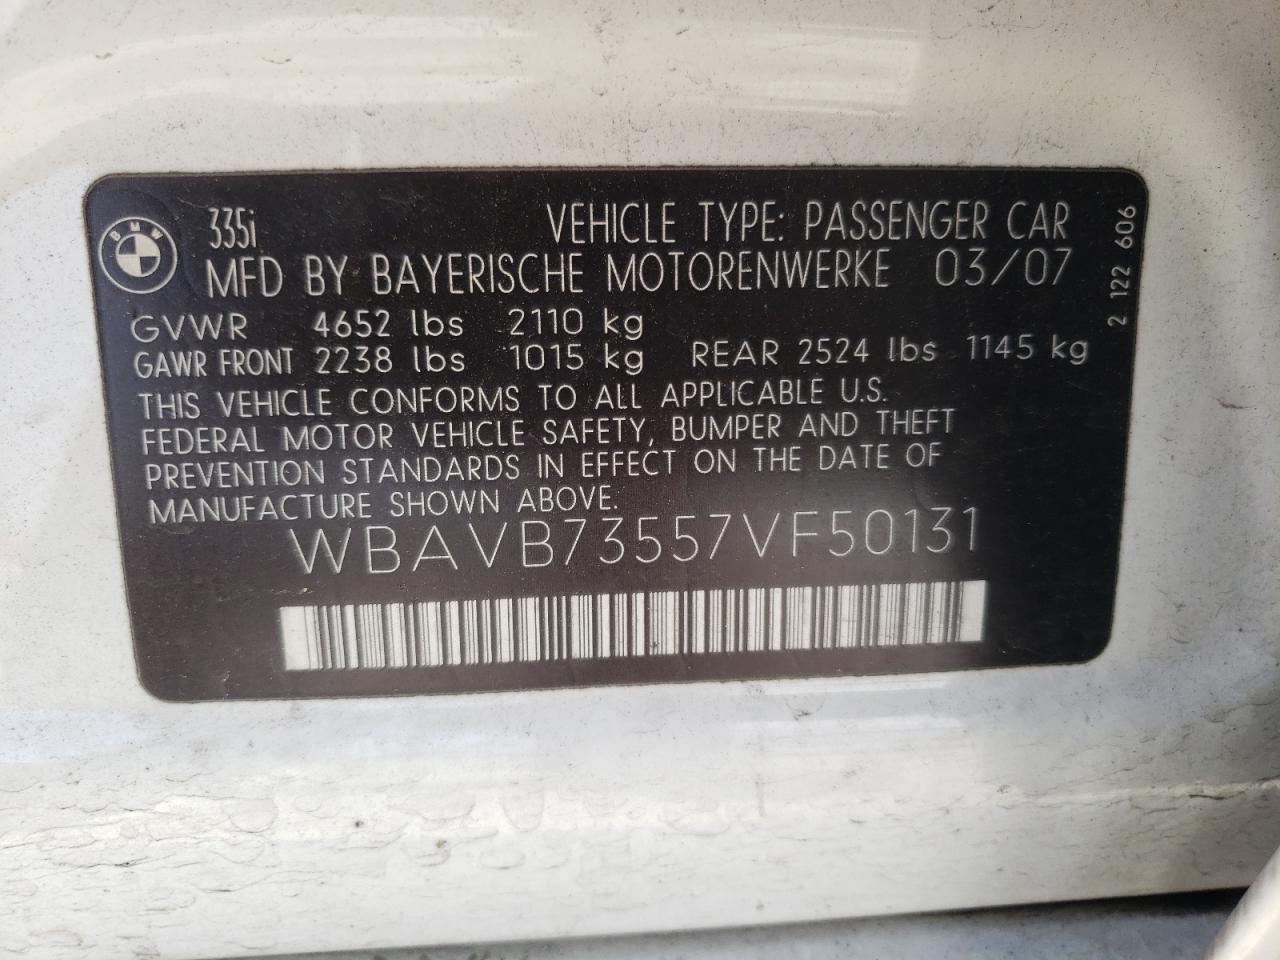 BMW
335i VEHICLE TYPE: PASSENGER CAR
MFD BY BAYERISCHE MOTORENWERKE 03/07
GVWR 4652 lbs 2110 kg
GAWR FRONT 2238 lbs 1015 kg REAR 2524 lbs 1145 kg
THIS VEHICLE CONFORMS TO ALL APPLICABLE U.S.
FEDERAL MOTOR VEHICLE SAFETY, BUMPER AND THEFT
PREVENTION STANDARDS IN EFFECT ON THE DATE OF
MANUFACTURE SHOWN ABOVE.
WBAVB73557VF50131
2 122 606